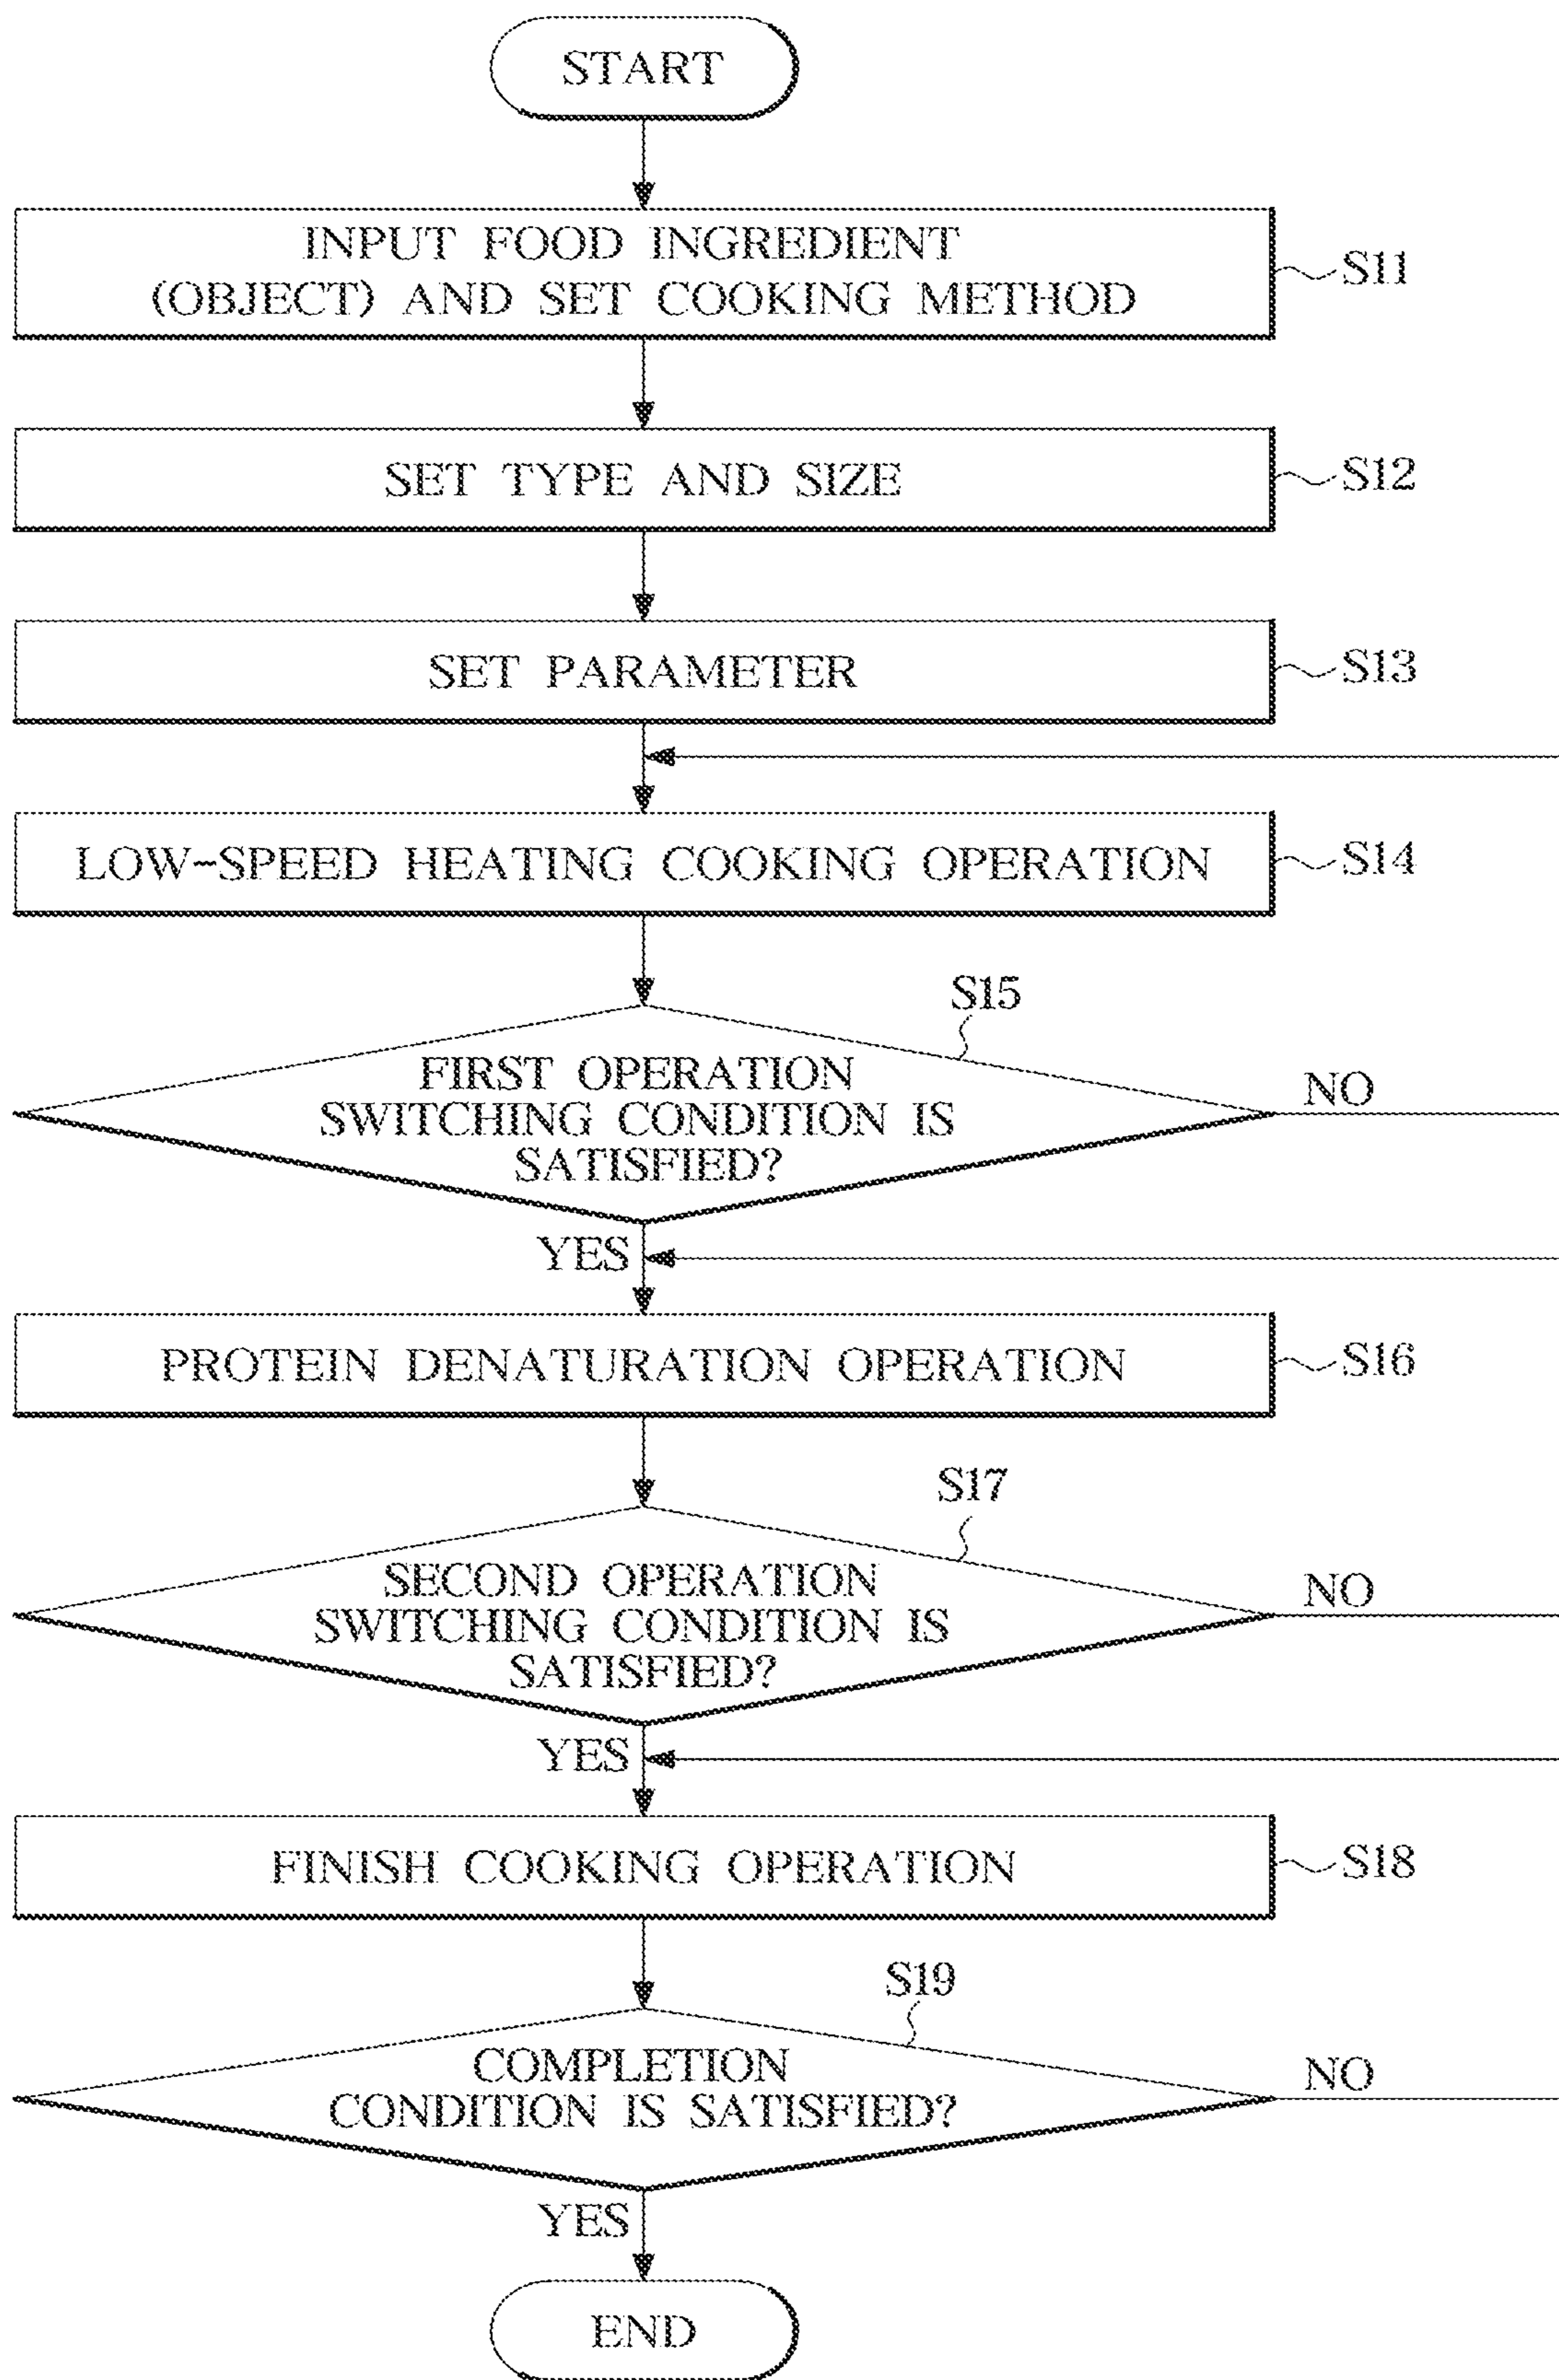 START
INPUT FOOD INGREDIENT
(OBJECT) AND SET COOKING METHOD
S11
SET TYPE AND SIZE
S12
SET PARAMETER
S13
LOW-SPEED HEATING COOKING OPERATION
S14
S15
FIRST OPERATION
SWITCHING CONDITION IS
SATISFIED?
NO
YES
PROTEIN DENATURATION OPERATION
S16
S17
SECOND OPERATION
SWITCHING CONDITION IS
SATISFIED?
NO
YES
FINISH COOKING OPERATION
S18
S19
COMPLETION
CONDITION IS SATISFIED?
NO
YES
END